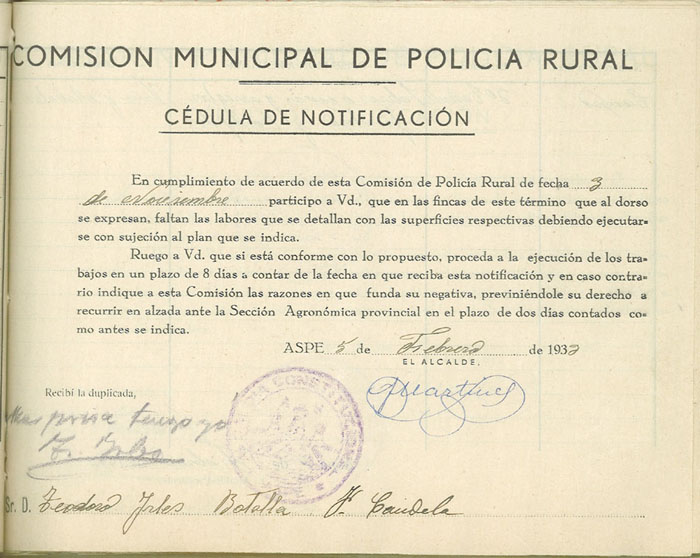 COMISION MUNICIPAL DE POLICIA RURAL
CÉDULA DE NOTIFICACIÓN
En cumplimiento de acuerdo de esta Comisión de Policía Rural de fecha 3
de Noviembre participo a Vd., que en las fincas de este término que al dorso
se expresan, faltan las labores que se detallan con las superficies respectivas debiendo ejecutar-
se con sujeción al plan que se indica.
Ruego a Vd. que si está conforme con lo propuesto, proceda a la ejecución de los tra-
bajos en un plazo de 8 días a contar de la fecha en que reciba esta notificación y en caso contra-
rio indique a esta Comisión las razones en que funda su negativa, previniéndole su derecho a
recurrir en alzada ante la Sección Agronómica provincial en el plazo de dos días contados co-
mo antes se indica.
ASPE 5 de Febrero de 193
EL ALCALDE,
Martinez
Recibí la duplicada,
T. Irles
Sr. D. Teodoro Irles Botella Candela